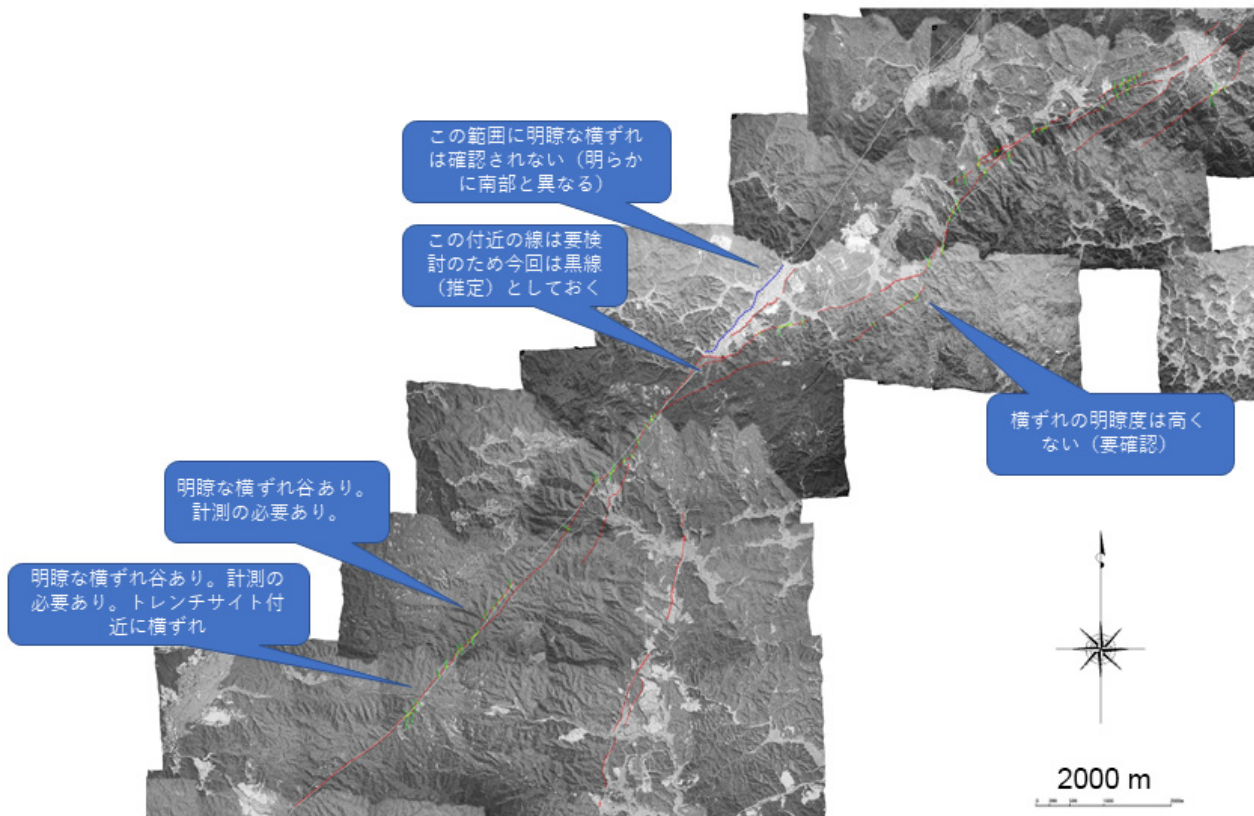 この範囲に明瞭な横ずれ
は確認されない（明らか
に南部と異なる）
この付近の線は要検
討のため今回は黒線
（推定）としておく
横ずれの明瞭度は高く
ない（要確認）
明瞭な横ずれ谷あり。
計測の必要あり。
明瞭な横ずれ谷あり。計測の
必要あり。トレンチサイト付
近に横ずれ
2000 m